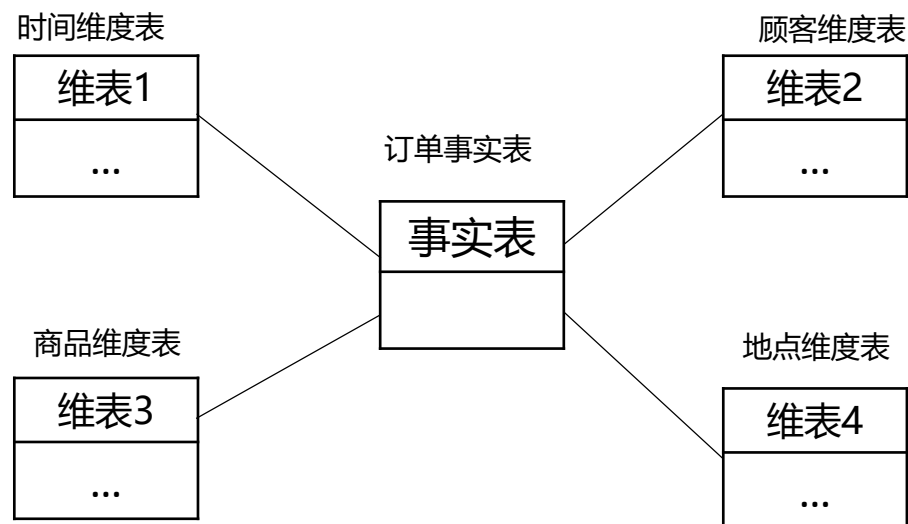 时间维度表
顾客维度表
维表1
维表2
...
...
订单事实表
事实表
商品维度表
地点维度表
维表3
维表4
...
...